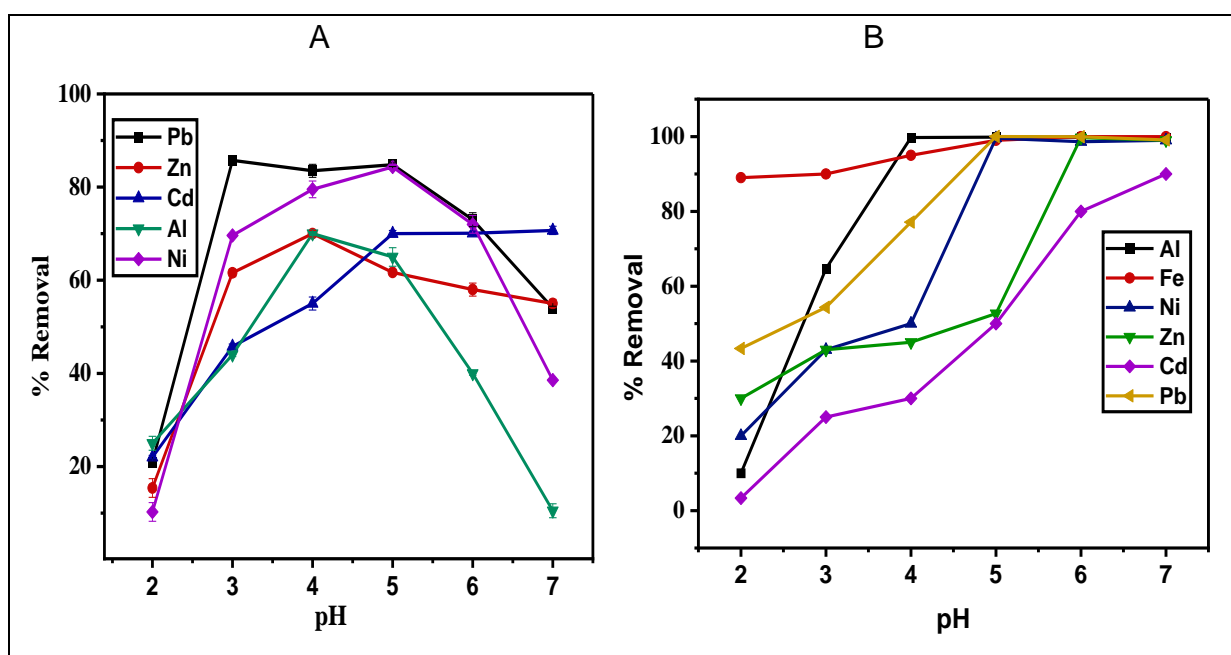 A
100
80
60
40
20
% Removal
Pb
Zn
Cd
Al
Ni
2 3 4 5 6 7
pH
B
100
80
60
40
20
0
% Removal
Al
Fe
Ni
Zn
Cd
Pb
2 3 4 5 6 7
pH